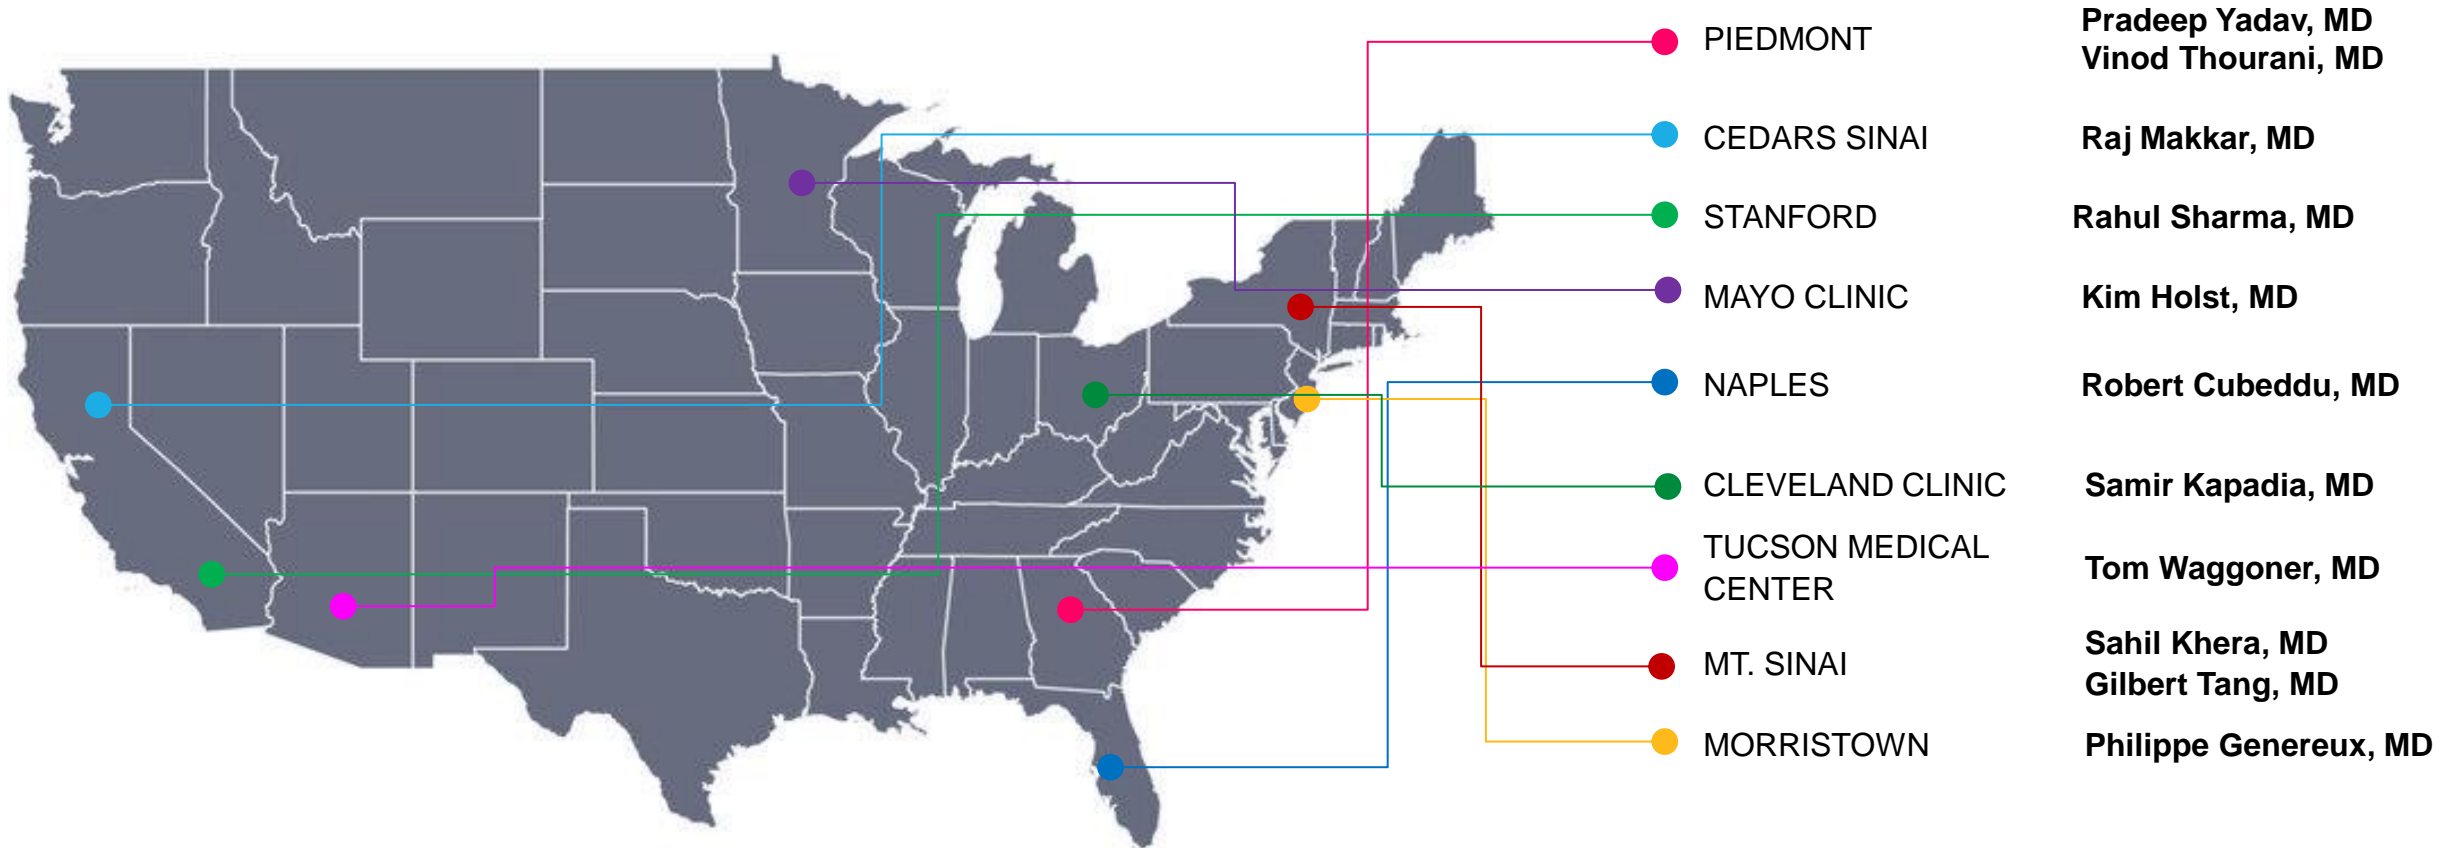 PIEDMONT
Pradeep Yadav, MD
Vinod Thourani, MD
CEDARS SINAI
Raj Makkar, MD
STANFORD
Rahul Sharma, MD
MAYO CLINIC
Kim Holst, MD
NAPLES
Robert Cubeddu, MD
CLEVELAND CLINIC
Samir Kapadia, MD
TUCSON MEDICAL
CENTER
Tom Waggoner, MD
MT. SINAI
Sahil Khera, MD
Gilbert Tang, MD
MORRISTOWN
Philippe Genereux, MD